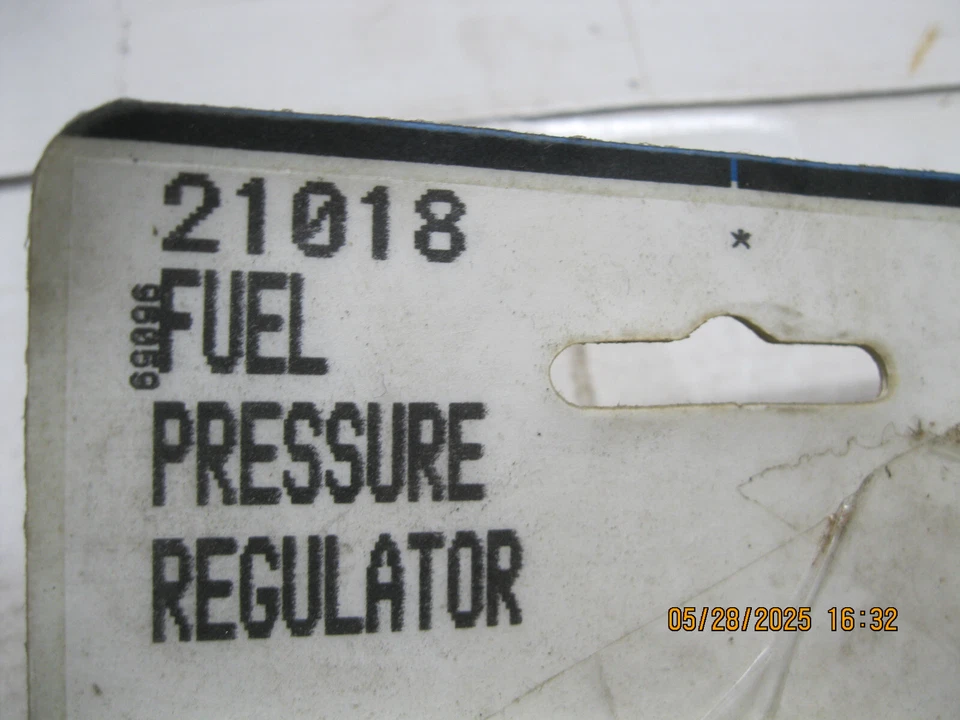 21018
*
FUEL
PRESSURE
REGULATOR
05/28/2025 16:32